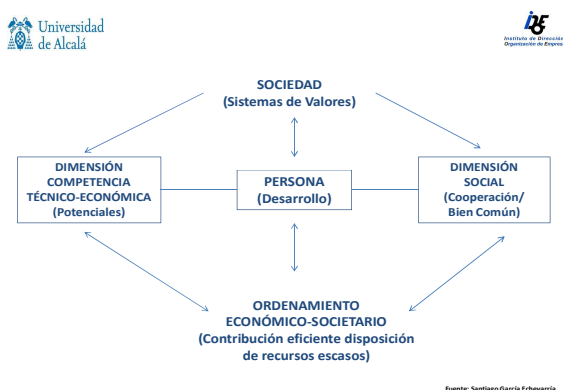 Universidad
de Alcalá
Instituto de Dirección
Organización de Empresa
SOCIEDAD
(Sistemas de Valores)
DIMENSIÓN
COMPETENCIA
TÉCNICO-ECONÓMICA
(Potenciales)
PERSONA
(Desarrollo)
DIMENSIÓN
SOCIAL
(Cooperación/
Bien Común)
ORDENAMIENTO
ECONÓMICO-SOCIETARIO
(Contribución eficiente disposición
de recursos escasos)
Fuente: Santiago García Echevarría